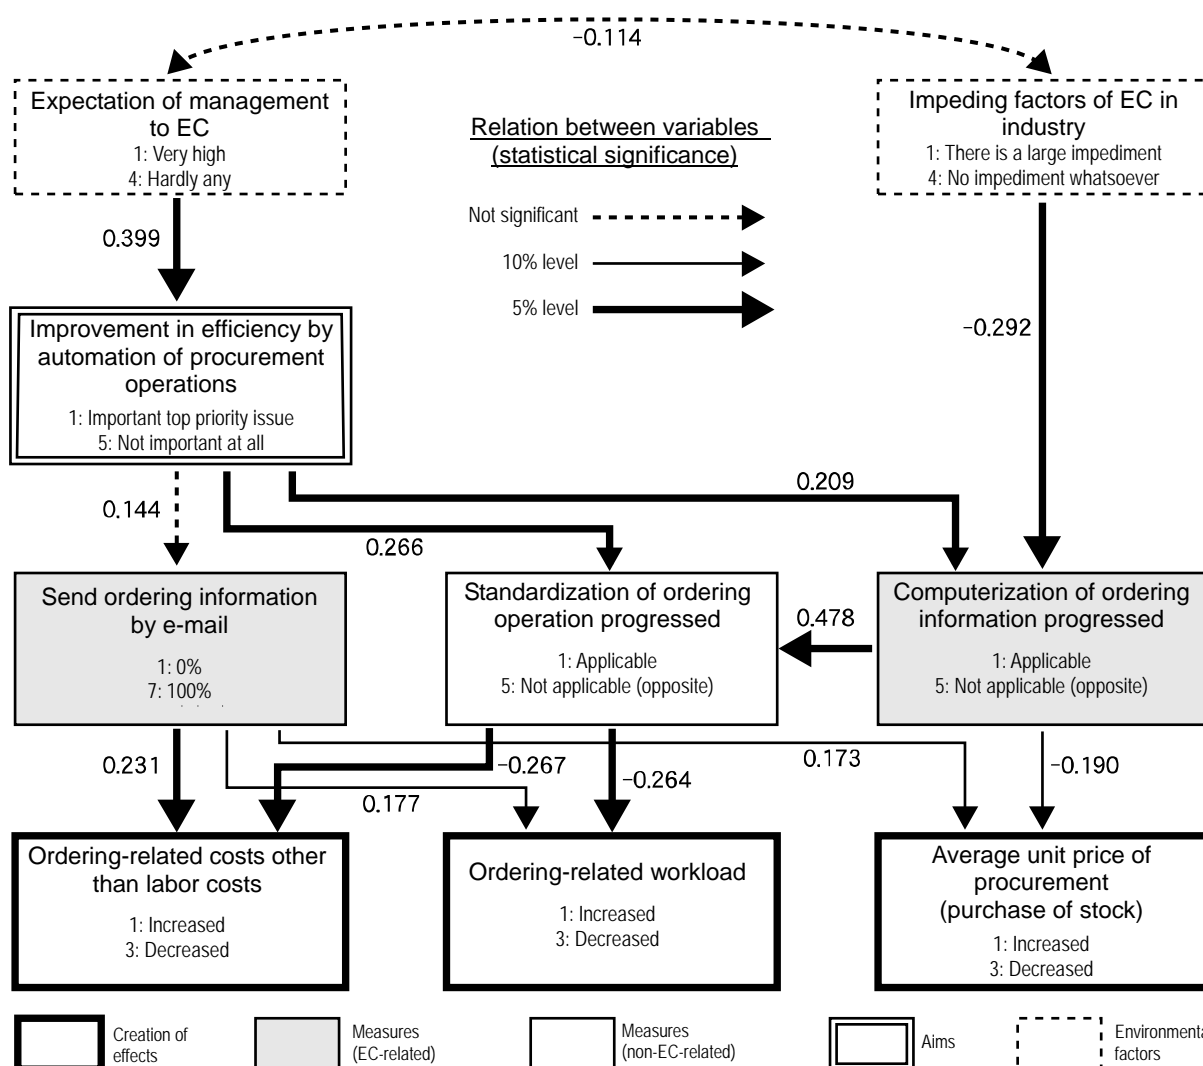 -0.114
Expectation of management
to EC
1: Very high
4: Hardly any
Relation between variables
(statistical significance)
Impeding factors of EC in
industry
1: There is a large impediment
4: No impediment whatsoever
Not significant
10% level
5% level
0.399
-0.292
Improvement in efficiency by
automation of procurement
operations
1: Important top priority issue
5: Not important at all
0.144
0.266
0.209
Send ordering information
by e-mail
1: 0%
7: 100%
Standardization of ordering
operation progressed
1: Applicable
5: Not applicable (opposite)
0.478
Computerization of ordering
information progressed
1: Applicable
5: Not applicable (opposite)
0.231
0.177
-0.267
-0.264
0.173
-0.190
Ordering-related costs other
than labor costs
1: Increased
3: Decreased
Ordering-related workload
1: Increased
3: Decreased
Average unit price of
procurement
(purchase of stock)
1: Increased
3: Decreased
Creation of
effects
Measures
(EC-related)
Measures
(non-EC-related)
Aims
Environmenta
factors